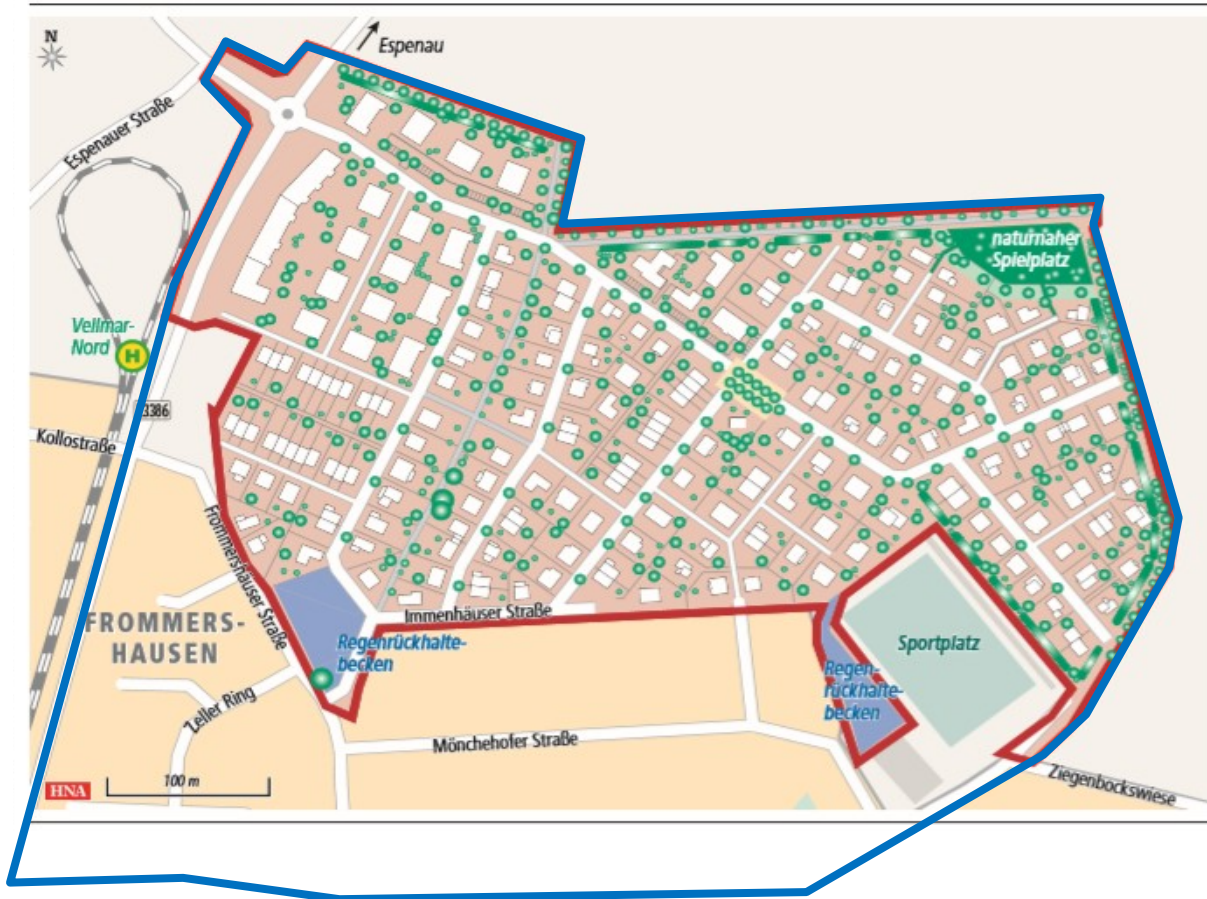 N
Espenau
Espenauer Straße
naturnaher
Spielplatz
Vellmar-
Nord
H
3386
Kollostraße
Frommershäuser Straße
FROMMERS-
HAUSEN
Immenhäuser Straße
Regenrückhalte-
becken
Sportplatz
Regen-
rückhalte-
becken
Leller Ring
Mönchehofer Straße
Ziegenbockswiese
HNA
100 m